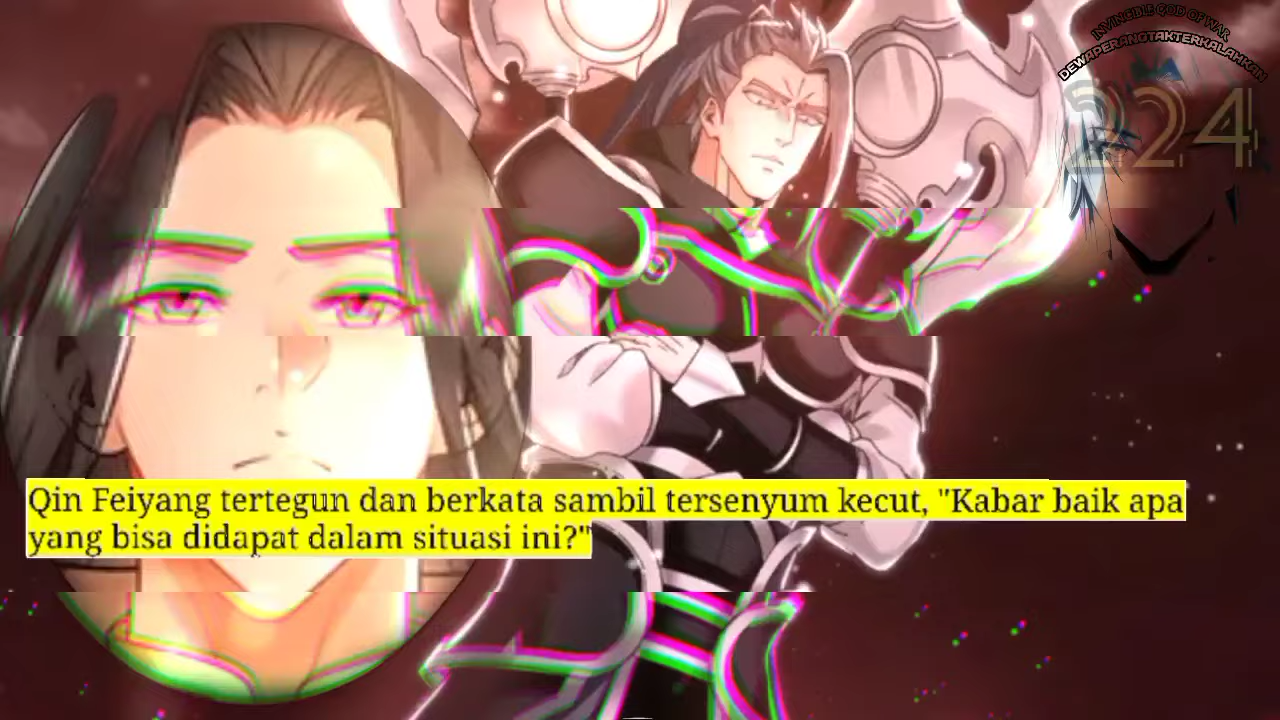 INVINCIBLE GOD OF WAR
DEWAPERANGTAKTERKALAHKAN
224
Qin Feiyang tertegun dan berkata sambil tersenyum kecut, "Kabar baik apa
yang bisa didapat dalam situasi ini?"